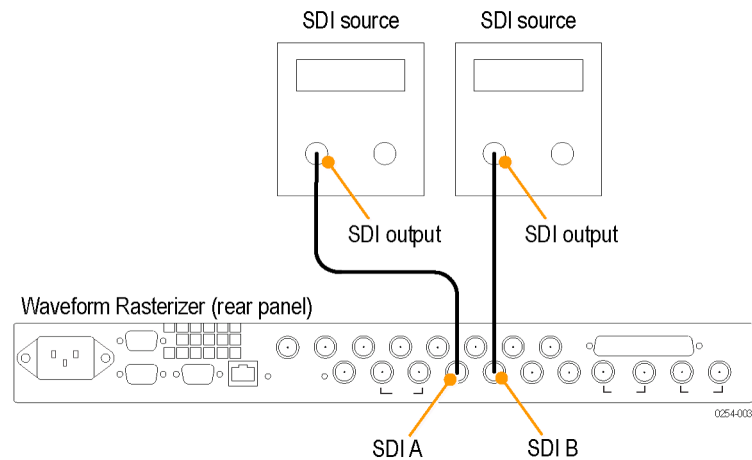 SDI source
SDI source
SDI output
SDI output
Waveform Rasterizer (rear panel)
0254-003
SDI A
SDI B